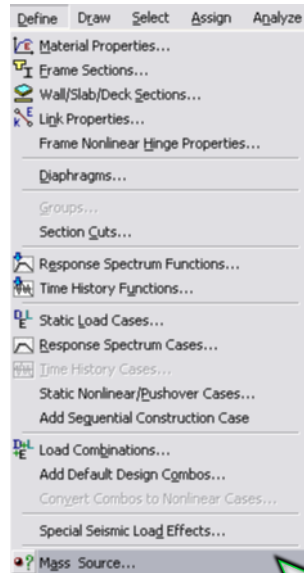 Define Draw Select Assign Analyze
Material Properties...
Frame Sections...
Wall/Slab/Deck Sections...
Link Properties...
Frame Nonlinear Hinge Properties...
Diaphragms...
Groups...
Section Cuts...
Response Spectrum Functions...
Time History Functions...
Static Load Cases...
Response Spectrum Cases...
Time History Cases...
Static Nonlinear/Pushover Cases...
Add Sequential Construction Case
Load Combinations...
Add Default Design Combos...
Convert Combos to Nonlinear Cases...
Special Seismic Load Effects...
Mass Source...